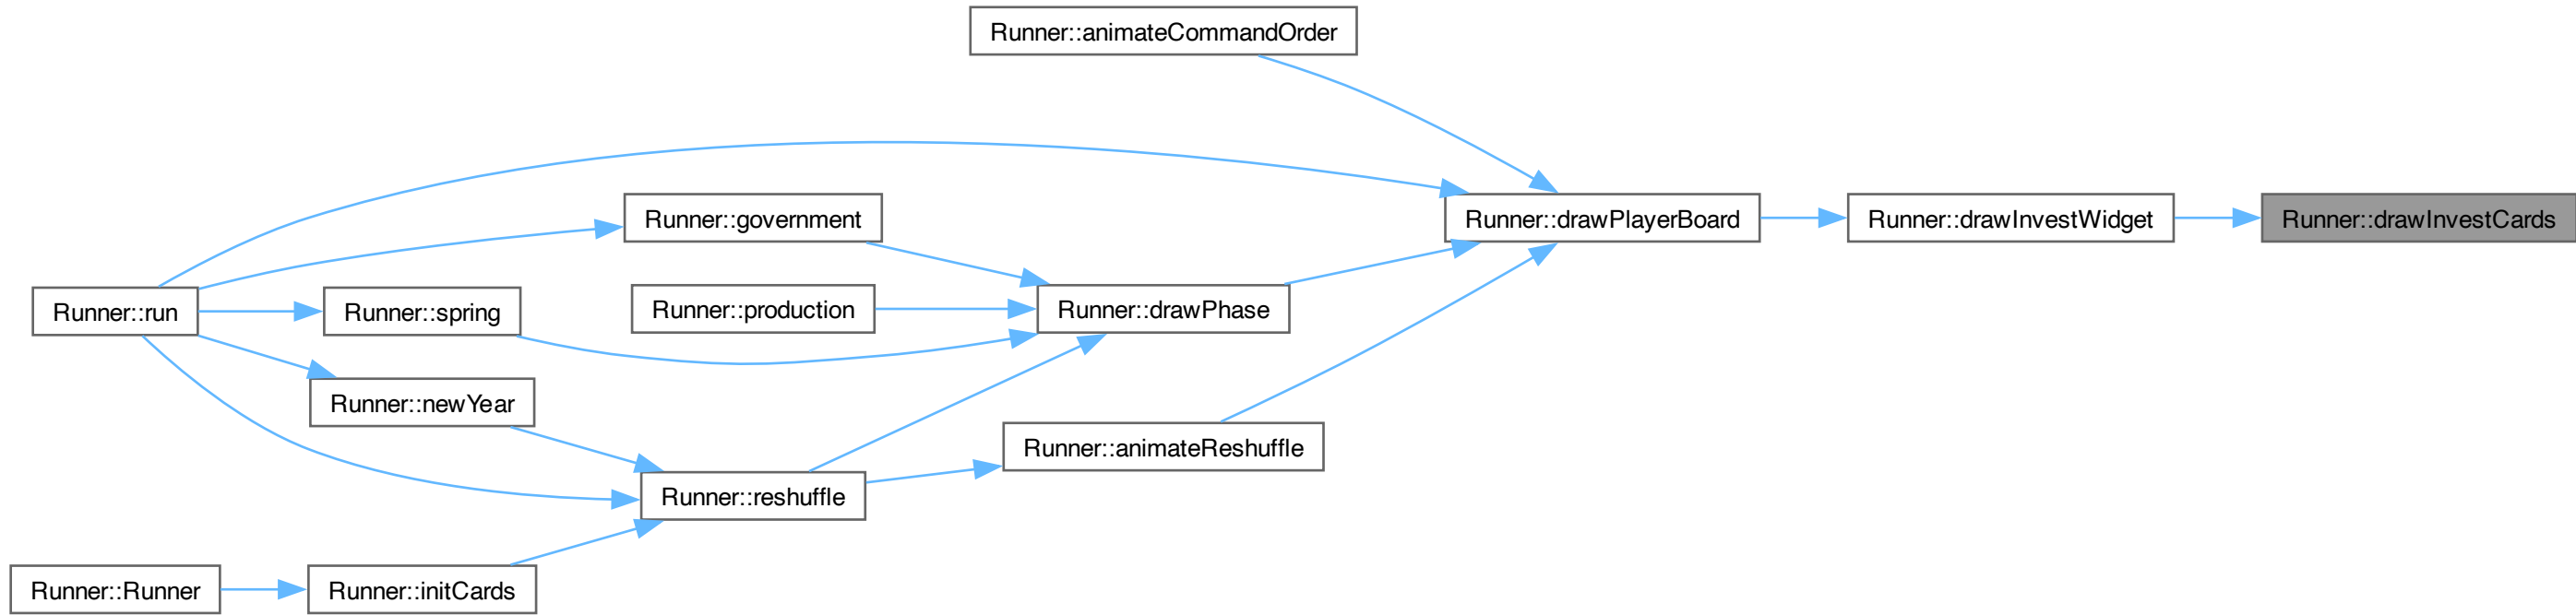 Runner::animateCommandOrder
Runner::government
Runner::drawPlayerBoard
Runner::drawInvestWidget
Runner::drawInvestCards
Runner::run
Runner::spring
Runner::production
Runner::drawPhase
Runner::newYear
Runner::animateReshuffle
Runner::reshuffle
Runner::Runner
Runner::initCards